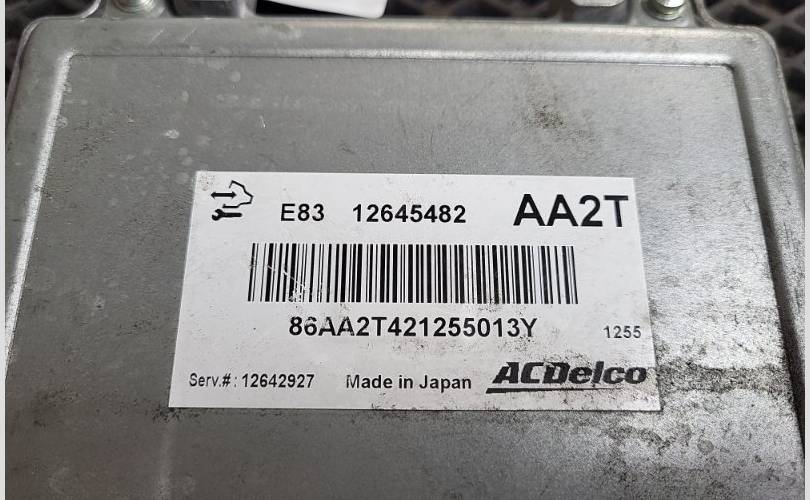 E83 12645482 AA2T
86AA2T421255013Y 1255
Serv.#: 12642927 Made in Japan ACDelco